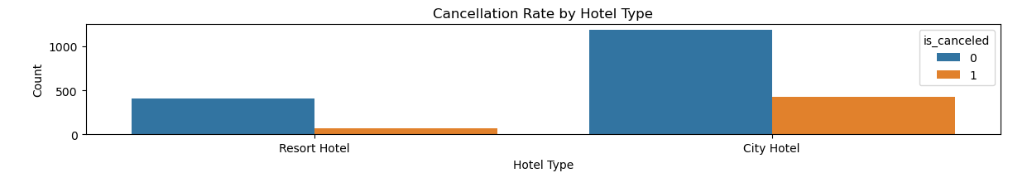 Cancellation Rate by Hotel Type
Count
1000
500
0
is_canceled
0
1
Resort Hotel
City Hotel
Hotel Type